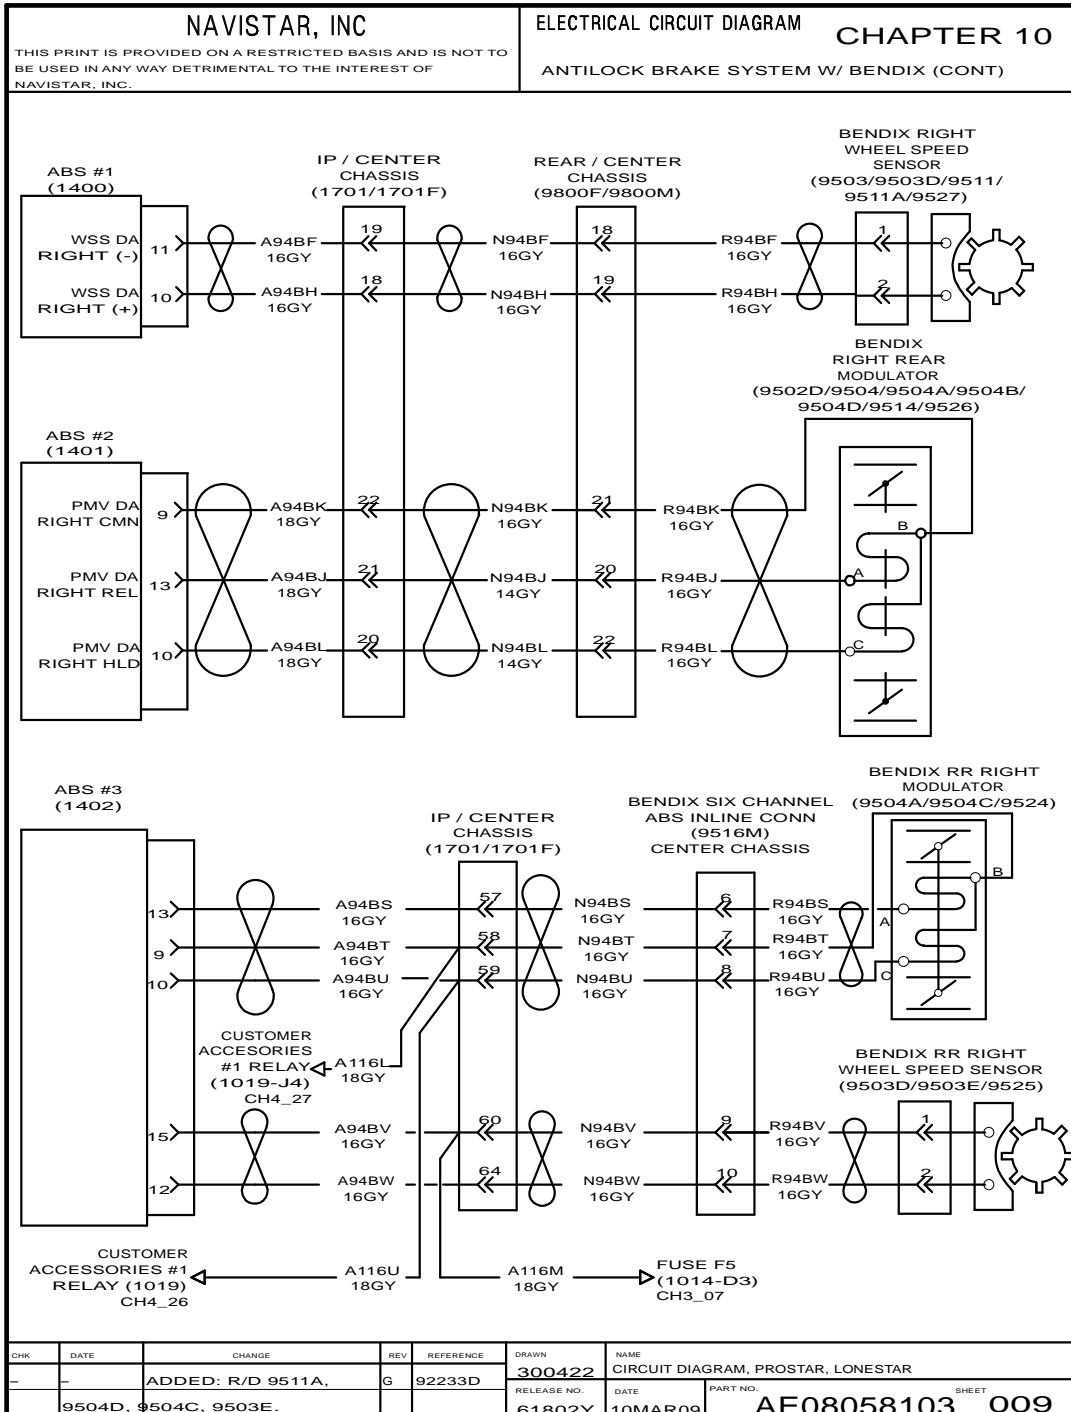 NAVISTAR, INC
THIS PRINT IS PROVIDED ON A RESTRICTED BASIS AND IS NOT TO
BE USED IN ANY WAY DETRIMENTAL TO THE INTEREST OF
NAVISTAR, INC.
ELECTRICAL CIRCUIT DIAGRAM
CHAPTER 10
ANTILOCK BRAKE SYSTEM W/ BENDIX (CONT)
ABS #1
(1400)
IP / CENTER
CHASSIS
(1701/1701F)
REAR / CENTER
CHASSIS
(9800F/9800M)
BENDIX RIGHT
WHEEL SPEED
SENSOR
(9503/9503D/9511/
9511A/9527)
WSS DA
RIGHT (-)
11
A94BF
16GY
19
N94BF
16GY
18
R94BF
16GY
1
WSS DA
RIGHT (+)
10
A94BH
16GY
18
N94BH
16GY
19
R94BH
16GY
2
BENDIX
RIGHT REAR
MODULATOR
(9502D/9504/9504A/9504B/
9504D/9514/9526)
ABS #2
(1401)
PMV DA
RIGHT CMN
9
A94BK
18GY
22
N94BK
16GY
21
R94BK
16GY
B
PMV DA
RIGHT REL
13
A94BJ
18GY
21
N94BJ
14GY
20
R94BJ
16GY
A
PMV DA
RIGHT HLD
10
A94BL
18GY
20
N94BL
14GY
22
R94BL
16GY
C
ABS #3
(1402)
IP / CENTER
CHASSIS
(1701/1701F)
BENDIX SIX CHANNEL
ABS INLINE CONN
(9516M)
CENTER CHASSIS
BENDIX RR RIGHT
MODULATOR
(9504A/9504C/9524)
13
A94BS
16GY
57
N94BS
16GY
6
R94BS
16GY
A
B
9
A94BT
16GY
58
N94BT
16GY
7
R94BT
16GY
10
A94BU
16GY
59
N94BU
16GY
8
R94BU
16GY
C
CUSTOMER
ACCESORIES
#1 RELAY
(1019-J4)
CH4_27
A116L
18GY
BENDIX RR RIGHT
WHEEL SPEED SENSOR
(9503D/9503E/9525)
15
A94BV
16GY
60
N94BV
16GY
9
R94BV
16GY
1
12
A94BW
16GY
64
N94BW
16GY
10
R94BW
16GY
2
CUSTOMER
ACCESSORIES #1
RELAY (1019)
CH4_26
A116U
18GY
A116M
18GY
FUSE F5
(1014-D3)
CH3_07
CHK
DATE
CHANGE
REV
REFERENCE
DRAWN
300422
NAME
CIRCUIT DIAGRAM, PROSTAR, LONESTAR
–
–
ADDED: R/D 9511A,
G
92233D
9504D, 9504C, 9503E.
RELEASE NO.
61802Y
DATE
10MAR09
PART NO.
AF08058103
SHEET
009